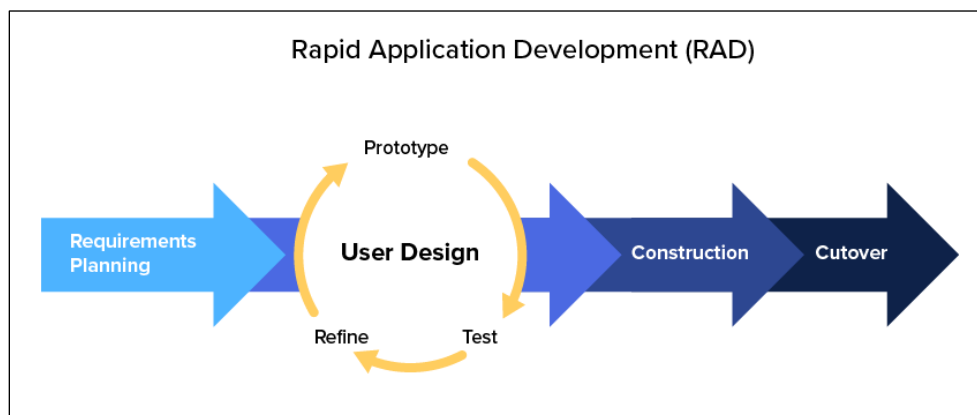 Rapid Application Development (RAD)
Prototype
Requirements
Planning
User Design
Construction
Cutover
Refine
Test